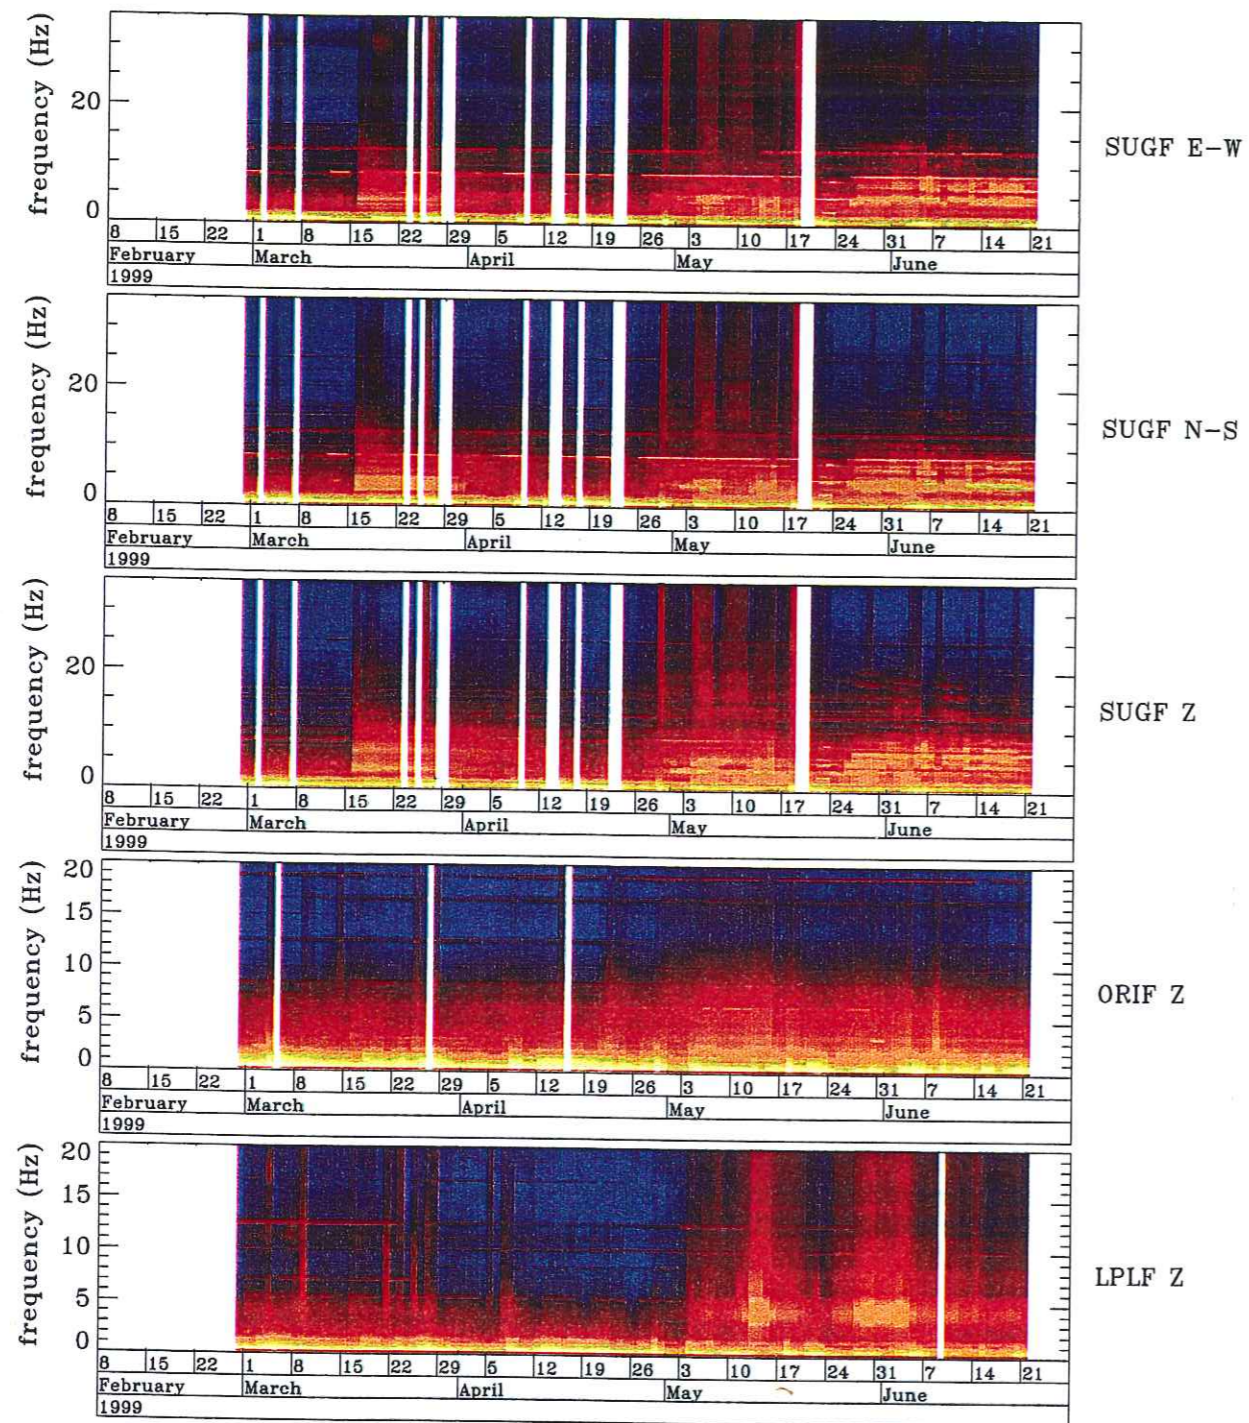 frequency (Hz)
20
0
SUGF E-W
8 15 22 1 8 15 22 29 5 12 19 26 3 10 17 24 31 7 14 21
February March April May June
1999
frequency (Hz)
20
0
SUGF N-S
8 15 22 1 8 15 22 29 5 12 19 26 3 10 17 24 31 7 14 21
February March April May June
1999
frequency (Hz)
20
0
SUGF Z
8 15 22 1 8 15 22 29 5 12 19 26 3 10 17 24 31 7 14 21
February March April May June
1999
frequency (Hz)
20
15
10
5
0
ORIF Z
8 15 22 1 8 15 22 29 5 12 19 26 3 10 17 24 31 7 14 21
February March April May June
1999
frequency (Hz)
20
15
10
5
0
LPLF Z
8 15 22 1 8 15 22 29 5 12 19 26 3 10 17 24 31 7 14 21
February March April May June
1999